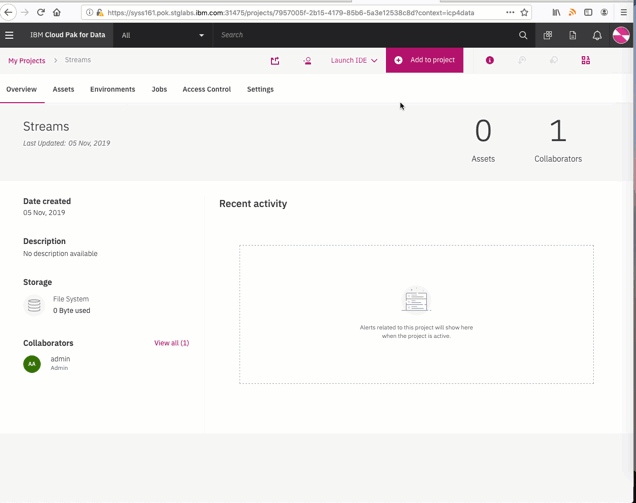 https://syss161.pok.stglabs.ibm.com:31475/projects/7957005f-2b15-4179-85b6-5a3e12538c8d?context=icp4data
IBM Cloud Pak for Data
All
Search
My Projects
Streams
Launch IDE
Add to project
Overview
Assets
Environments
Jobs
Access Control
Settings
Streams
Last Updated: 05 Nov, 2019
0
Assets
1
Collaborators
Date created
05 Nov, 2019
Recent activity
Description
No description available
Storage
File System
0 Byte used
Alerts related to this project will show here
when the project is active.
Collaborators
View all (1)
AA
admin
Admin